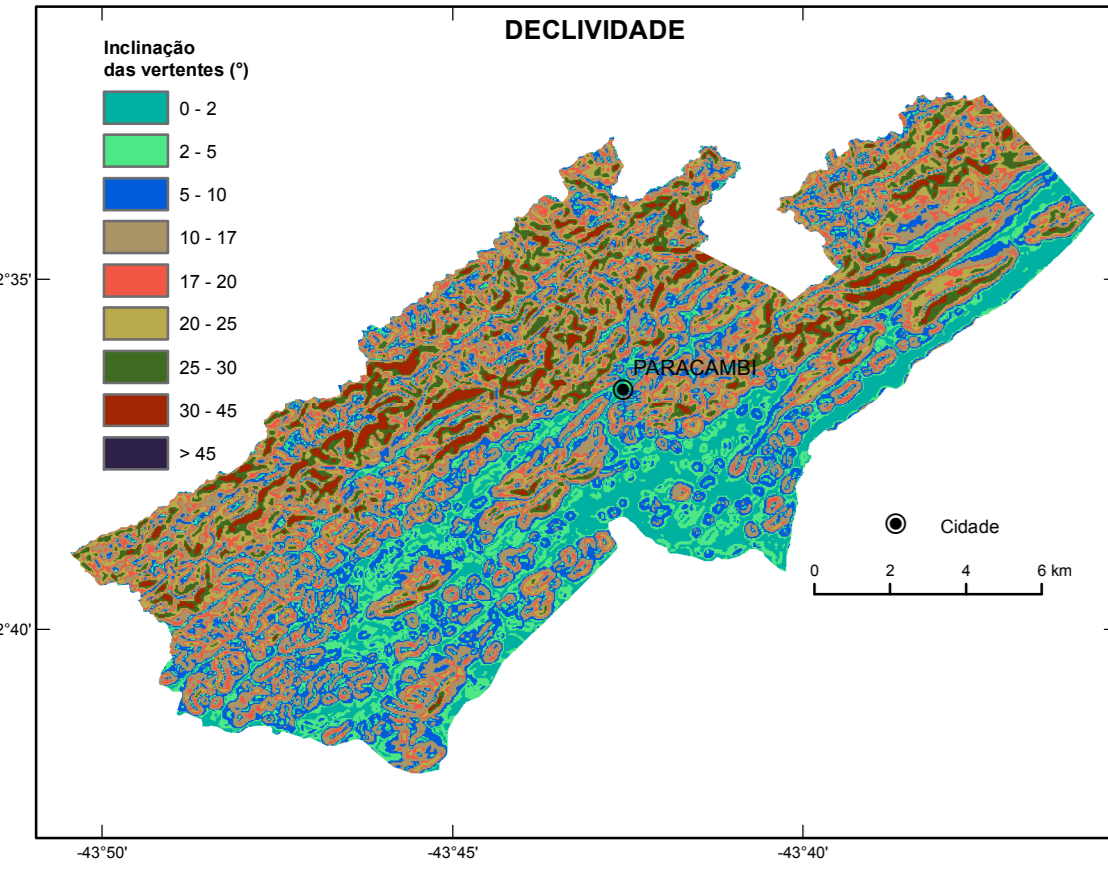 DECLIVIDADE
Inclinação
das vertentes (°)
0 - 2
2 - 5
5 - 10
10 - 17
17 - 20
20 - 25
25 - 30
30 - 45
> 45
2°35'
PARACAMBI
Cidade
0 2 4 6 km
2°40'
-43°50' -43°45' -43°40'